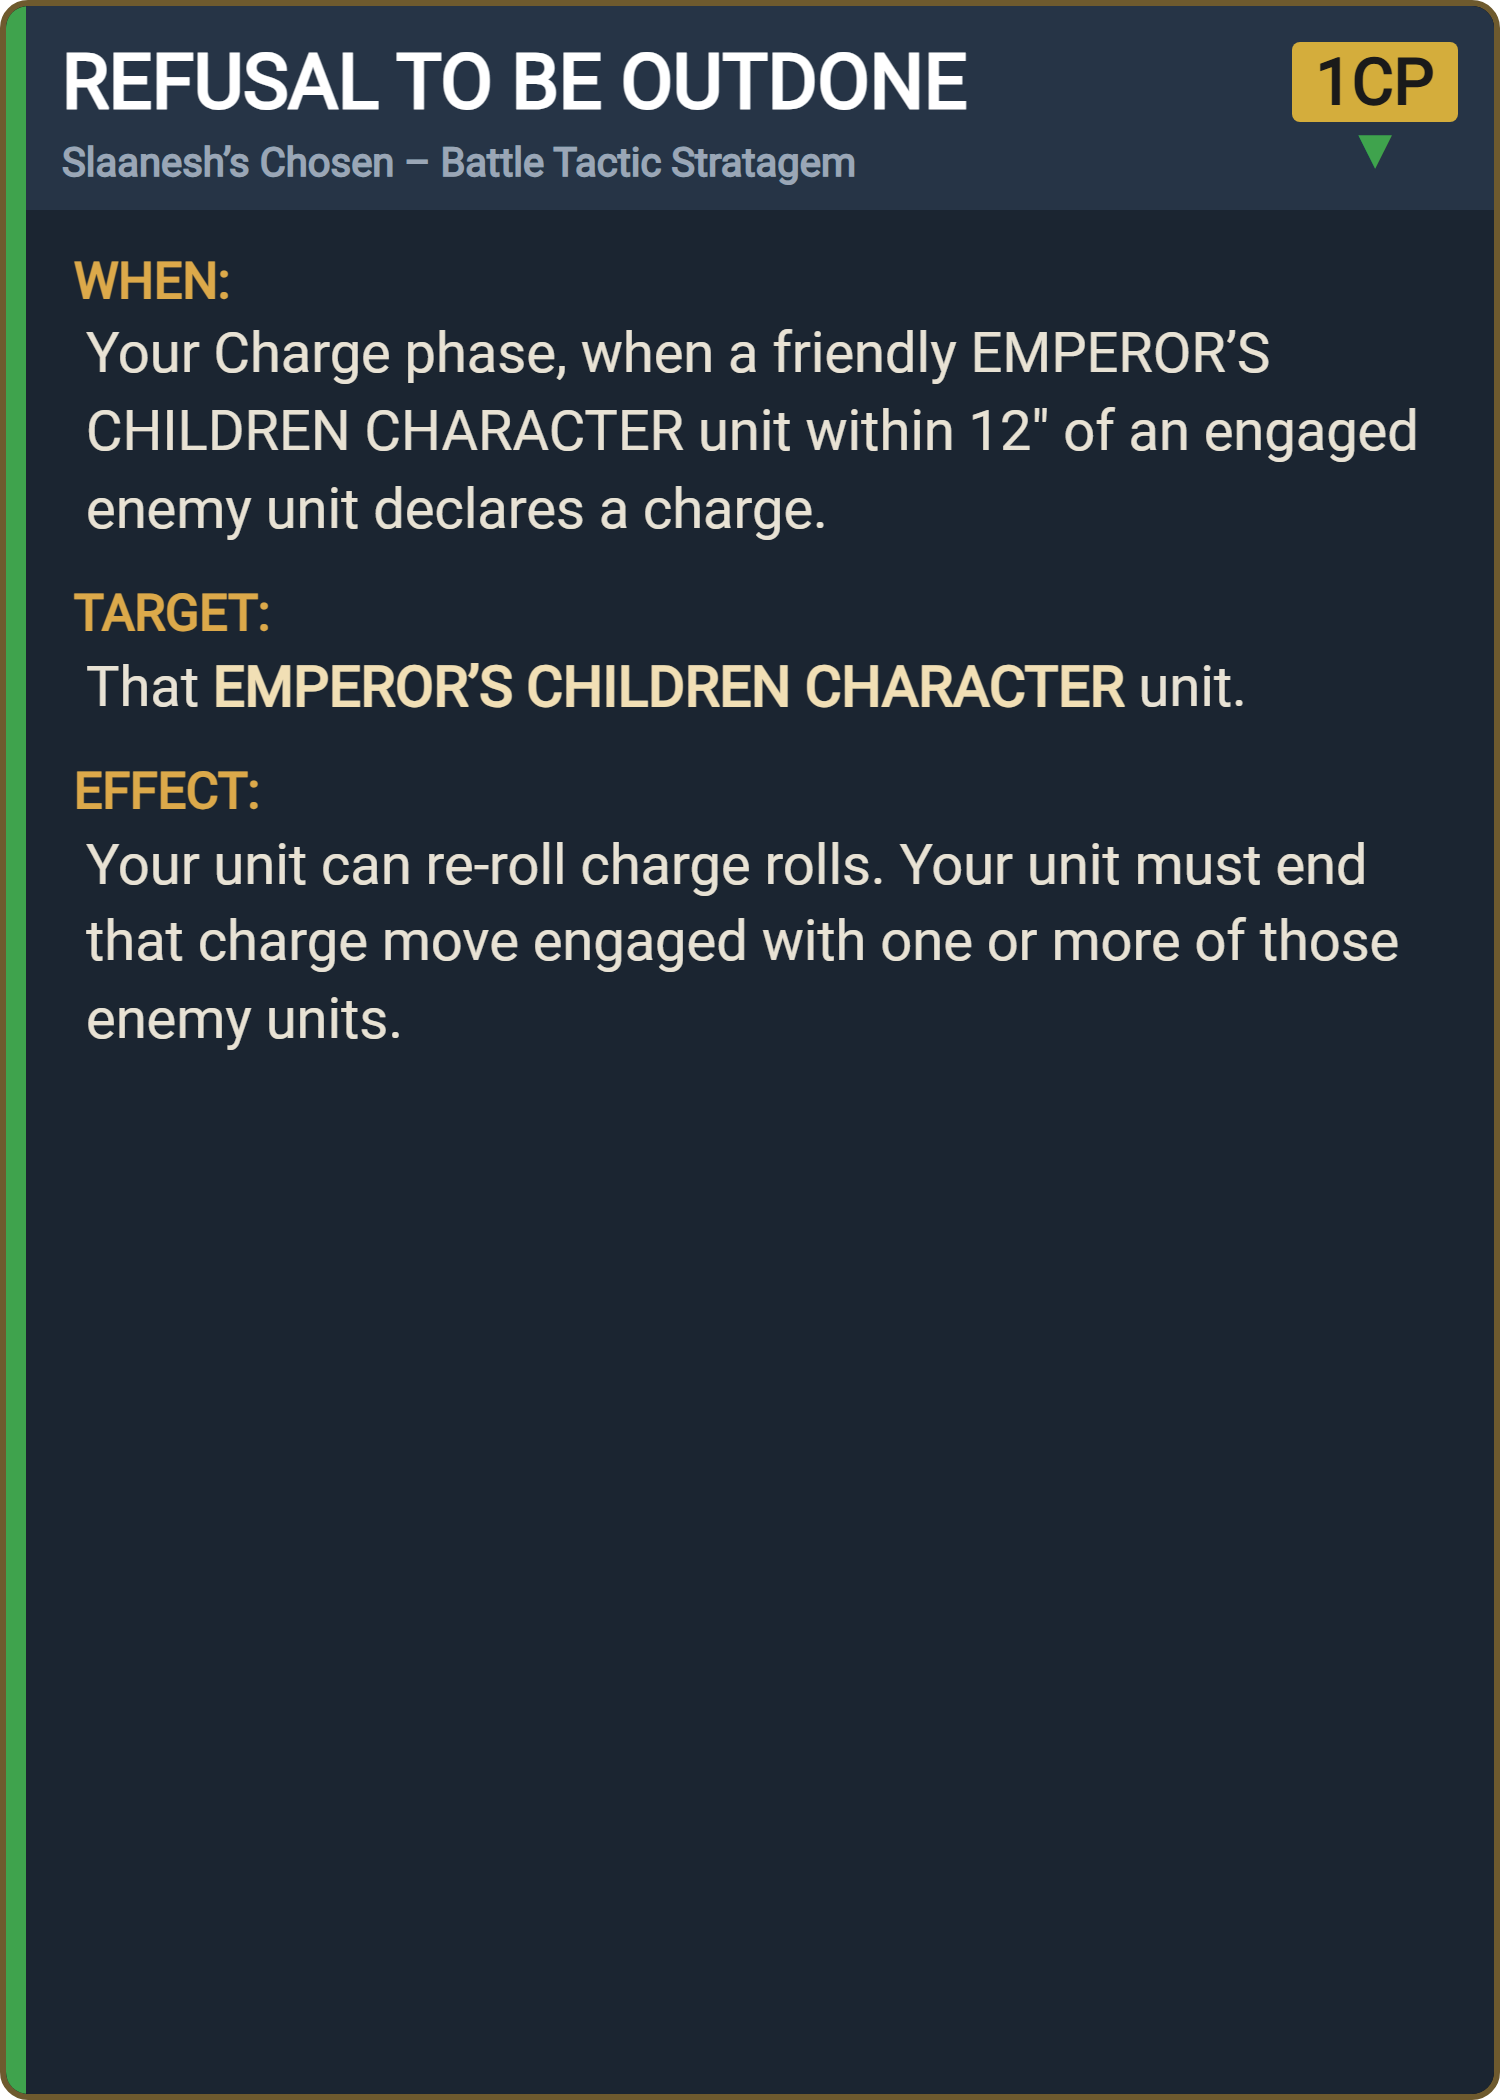 REFUSAL TO BE OUTDONE
1CP
Slaanesh’s Chosen – Battle Tactic Stratagem
WHEN:
Your Charge phase, when a friendly EMPEROR’S
CHILDREN CHARACTER unit within 12" of an engaged
enemy unit declares a charge.
TARGET:
That EMPEROR’S CHILDREN CHARACTER unit.
EFFECT:
Your unit can re-roll charge rolls. Your unit must end
that charge move engaged with one or more of those
enemy units.